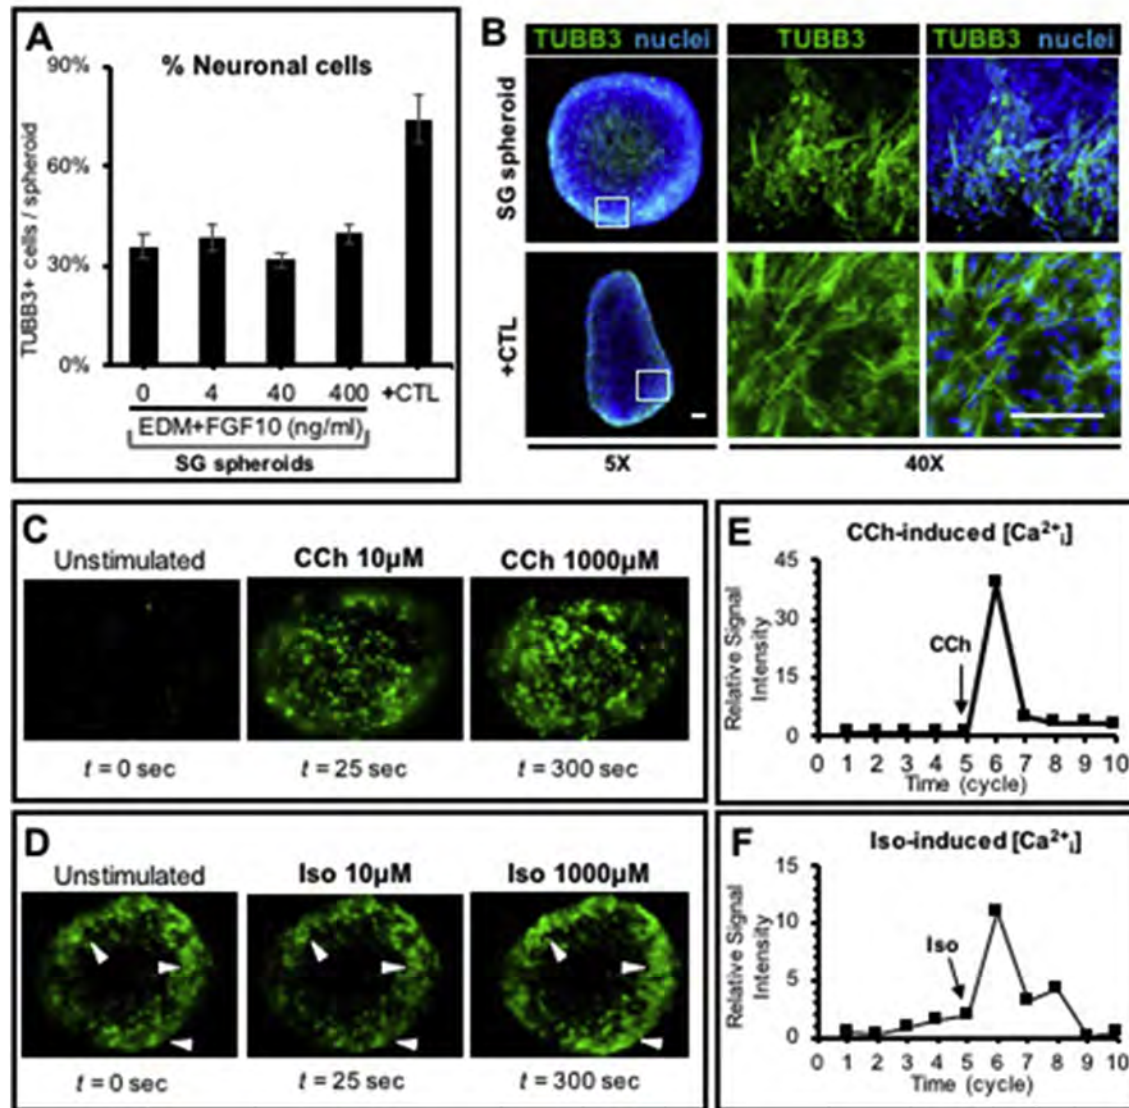 A
% Neuronal cells
TUBB3+ cells / spheroid
90%
60%
30%
0%
0 4 40 400 +CTL
EDM+FGF10 (ng/ml)
SG spheroids
B
TUBB3 nuclei
TUBB3
TUBB3 nuclei
SG spheroid
+CTL
5X
40X
C
Unstimulated
CCh 10µM
CCh 1000µM
t = 0 sec
t = 25 sec
t = 300 sec
E
CCh-induced [Ca²⁺ᵢ]
Relative Signal
Intensity
45
30
15
0
CCh
0 1 2 3 4 5 6 7 8 9 10
Time (cycle)
D
Unstimulated
Iso 10µM
Iso 1000µM
t = 0 sec
t = 25 sec
t = 300 sec
F
Iso-induced [Ca²⁺ᵢ]
Relative Signal
Intensity
15
10
5
0
Iso
0 1 2 3 4 5 6 7 8 9 10
Time (cycle)